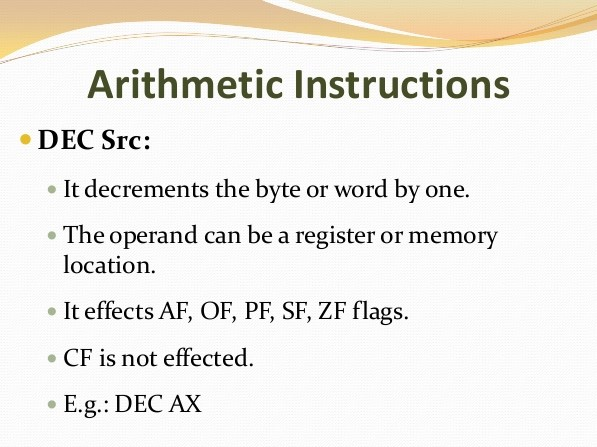 Arithmetic Instructions
DEC Src:
It decrements the byte or word by one.
The operand can be a register or memory
location.
It effects AF, OF, PF, SF, ZF flags.
CF is not effected.
E.g.: DEC AX